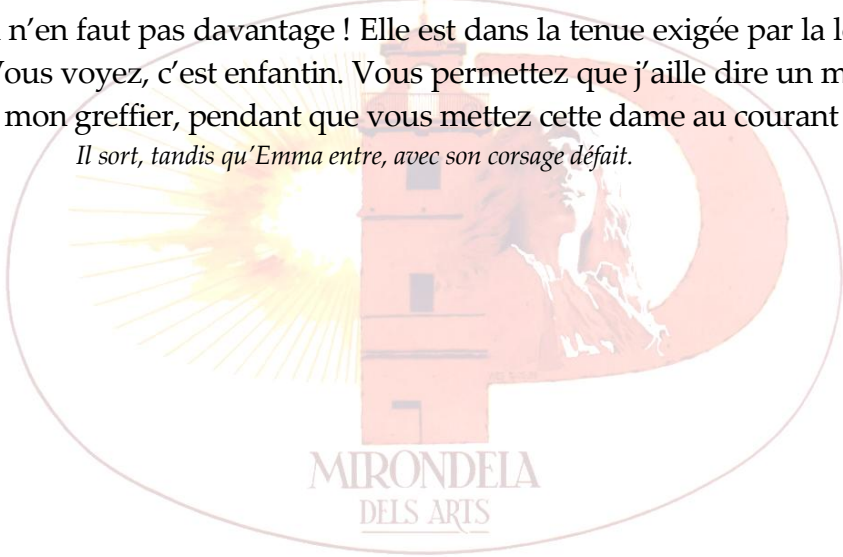 n’en faut pas davantage ! Elle est dans la tenue exigée par la
Vous voyez, c’est enfantin. Vous permettez que j’aille dire un
mon greffier, pendant que vous mettez cette dame au courant
Il sort, tandis qu’Emma entre, avec son corsage défait.
MIRONDELA
DELS ARTS